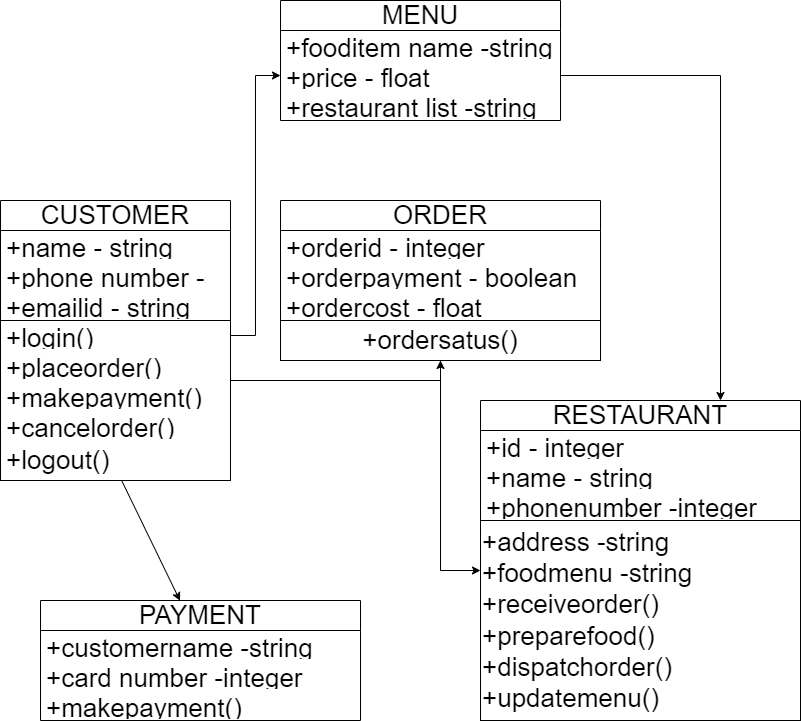 MENU
+fooditem name -string
+price - float
+restaurant list -string
CUSTOMER
+name - string
+phone number -
+emailid - string
+login()
+placeorder()
+makepayment()
+cancelorder()
+logout()
ORDER
+orderid - integer
+orderpayment - boolean
+ordercost - float
+ordersatus()
RESTAURANT
+id - integer
+name - string
+phonenumber -integer
+address -string
+foodmenu -string
+receiveorder()
+preparefood()
+dispatchorder()
+updatemenu()
PAYMENT
+customername -string
+card number -integer
+makepayment()